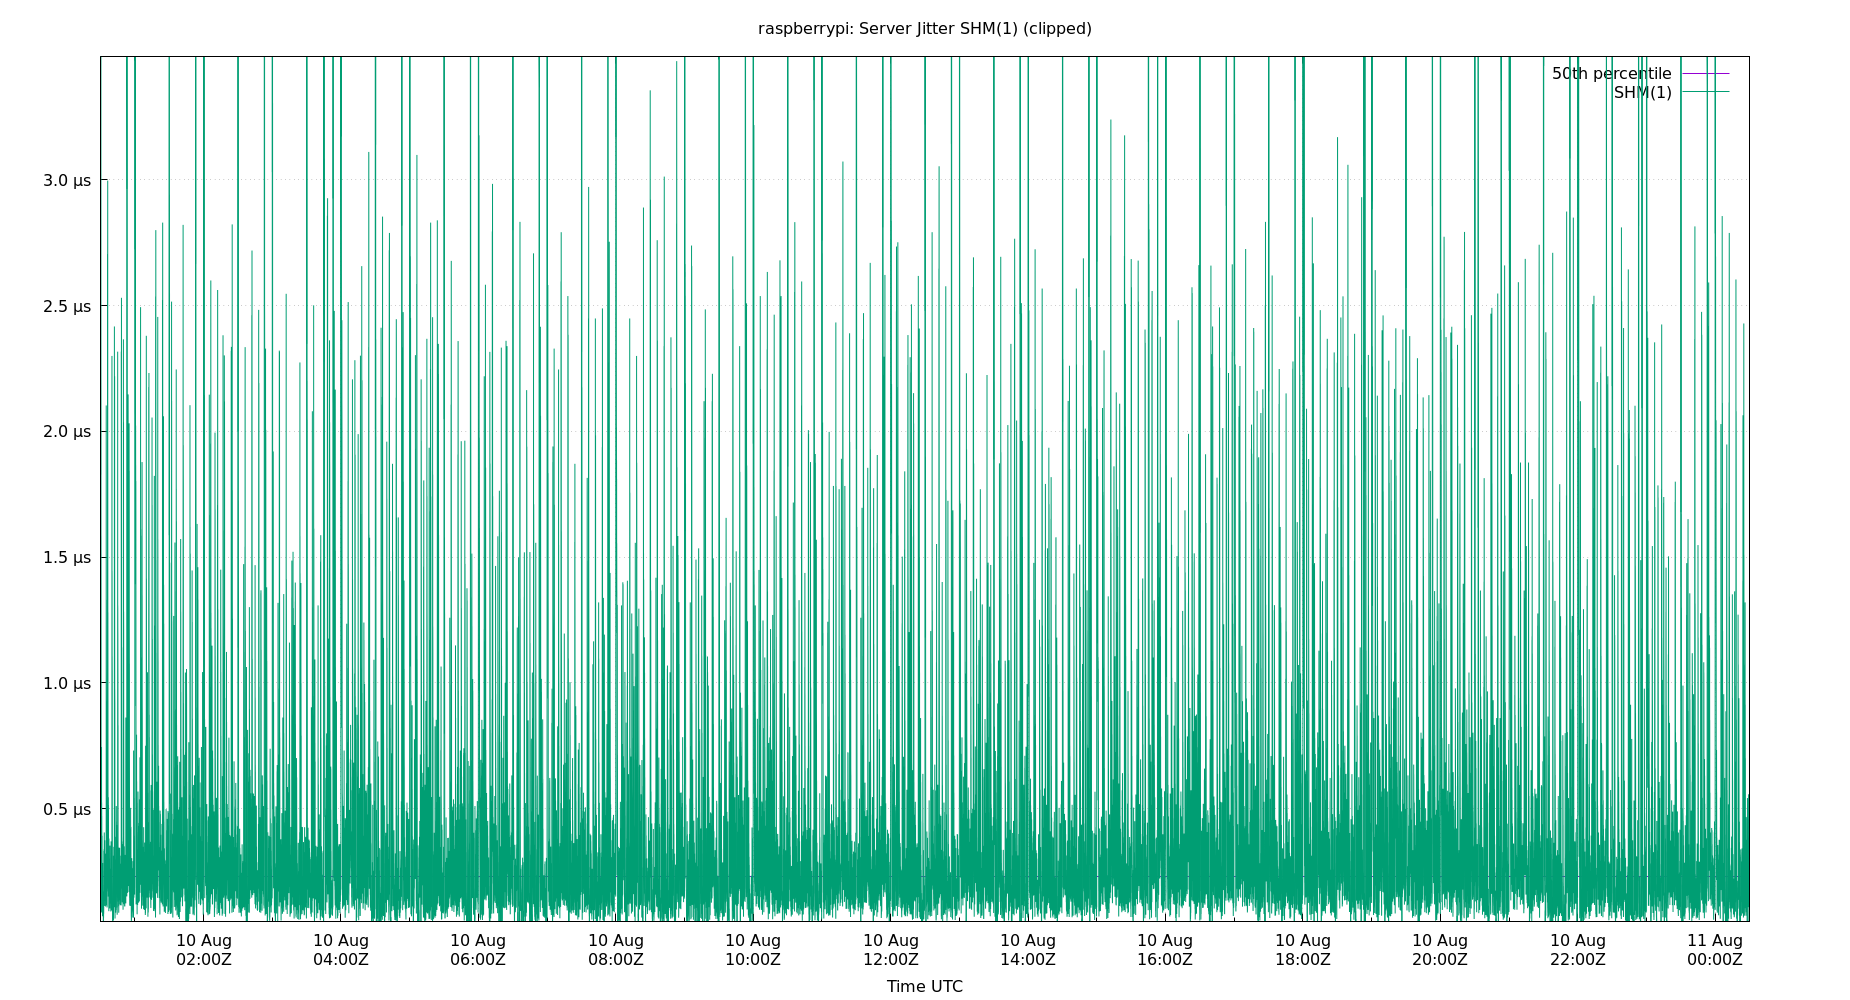 raspberrypi: Server Jitter SHM(1) (clipped)
50th percentile
SHM(1)
3.0 µs
2.5 µs
2.0 µs
1.5 µs
1.0 µs
0.5 µs
10 Aug 10 Aug 10 Aug 10 Aug 10 Aug 10 Aug 10 Aug 10 Aug 10 Aug 10 Aug 10 Aug 11 Aug
02:00Z 04:00Z 06:00Z 08:00Z 10:00Z 12:00Z 14:00Z 16:00Z 18:00Z 20:00Z 22:00Z 00:00Z
Time UTC